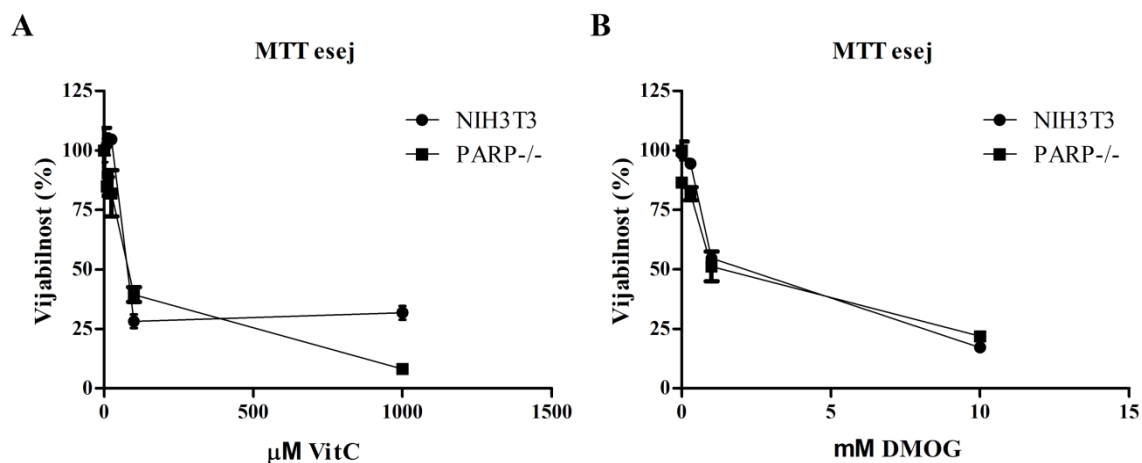 A
MTT esej
125
100
75
50
25
0
Vijabilnost (%)
NIH3T3
PARP-/-
0
500
1000
1500
μM VitC
B
MTT esej
125
100
75
50
25
0
Vijabilnost (%)
NIH3T3
PARP-/-
0
5
10
15
mM DMOG